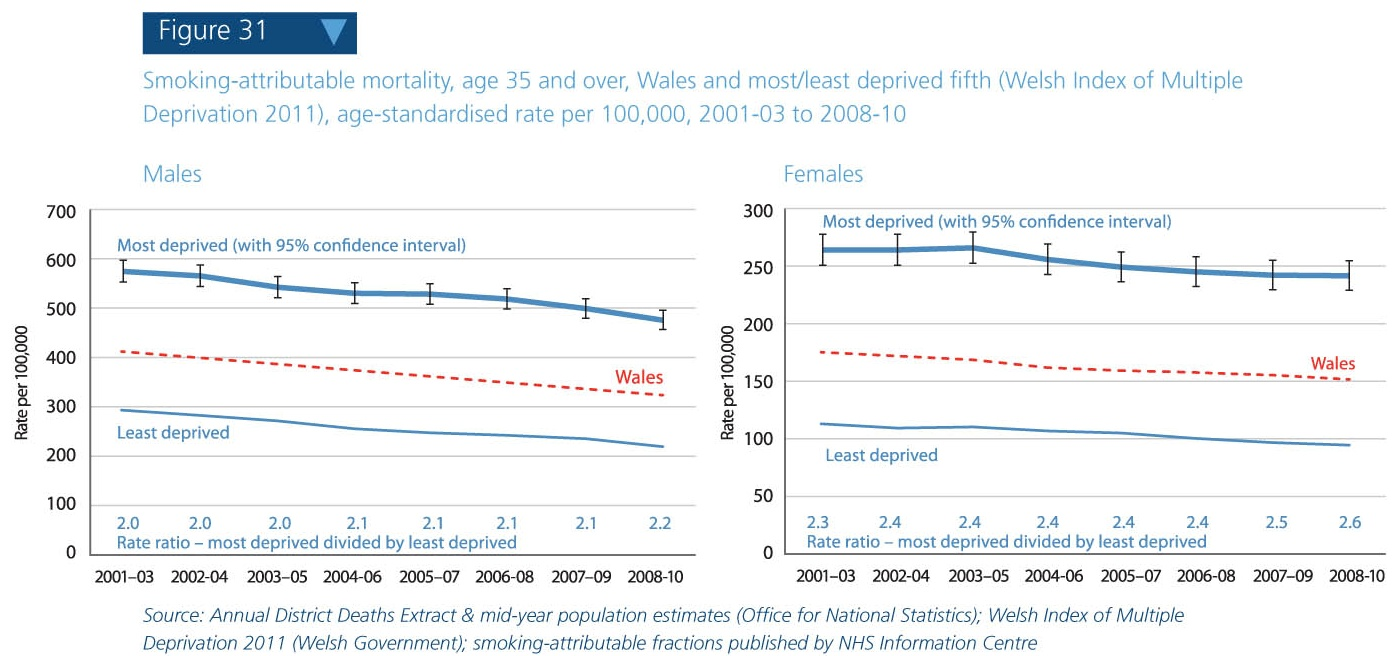 Figure 31
Smoking-attributable mortality, age 35 and over, Wales and most/least deprived fifth (Welsh Index of Multiple
Deprivation 2011), age-standardised rate per 100,000, 2001-03 to 2008-10
Males
700
600
500
400
300
200
100
0
Rate per 100,000
Most deprived (with 95% confidence interval)
Wales
Least deprived
2.0 2.0 2.0 2.1 2.1 2.1 2.1 2.2
Rate ratio – most deprived divided by least deprived
2001–03 2002-04 2003–05 2004-06 2005–07 2006-08 2007–09 2008-10
Females
300
250
200
150
100
50
0
Rate per 100,000
Most deprived (with 95% confidence interval)
Wales
Least deprived
2.3 2.4 2.4 2.4 2.4 2.4 2.5 2.6
Rate ratio – most deprived divided by least deprived
2001–03 2002-04 2003–05 2004-06 2005–07 2006-08 2007–09 2008-10
Source: Annual District Deaths Extract & mid-year population estimates (Office for National Statistics); Welsh Index of Multiple
Deprivation 2011 (Welsh Government); smoking-attributable fractions published by NHS Information Centre